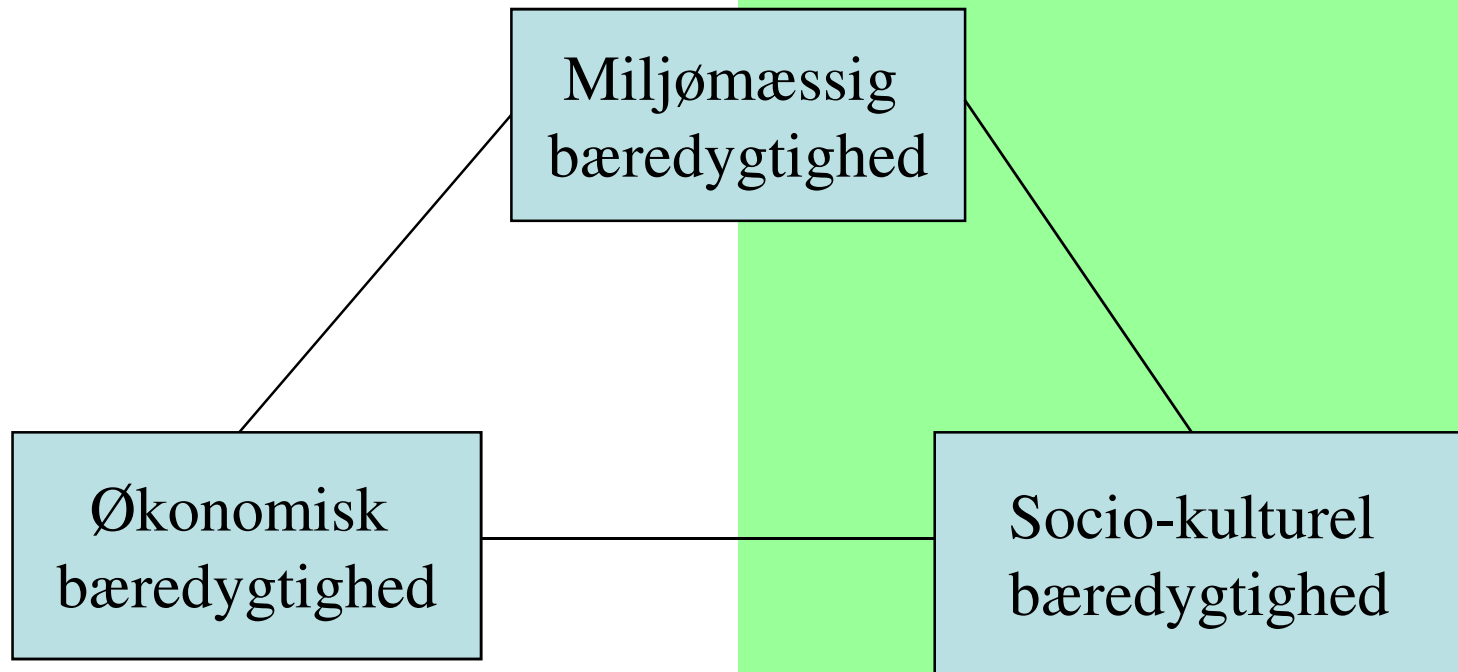 Miljømæssig
bæredygtighed
Økonomisk
bæredygtighed
Socio-kulturel
bæredygtighed